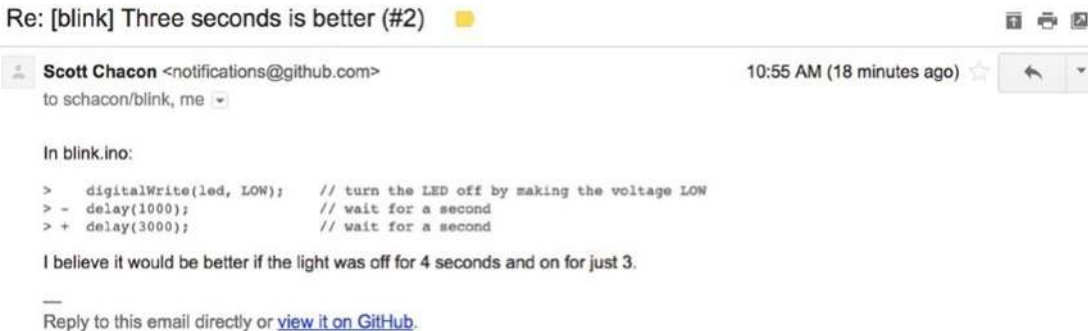 Re: [blink] Three seconds is better (#2)
Scott Chacon <notifications@github.com> 10:55 AM (18 minutes ago)
to schacon/blink, me
In blink.ino:
>    digitalWrite(led, LOW);    // turn the LED off by making the voltage LOW
> -  delay(1000);               // wait for a second
> +  delay(3000);               // wait for a second
I believe it would be better if the light was off for 4 seconds and on for just 3.
—
Reply to this email directly or view it on GitHub.